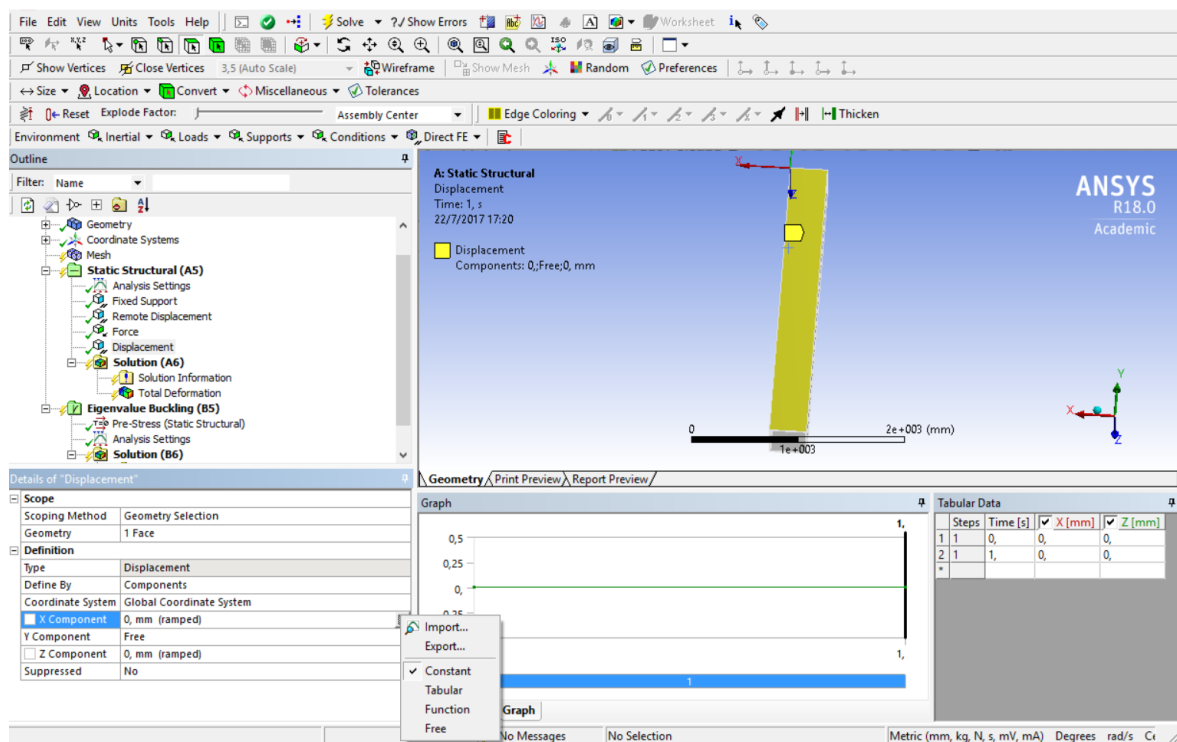 File Edit View Units Tools Help Solve ?✓ Show Errors Worksheet
Show Vertices Close Vertices 3,5 (Auto Scale) Wireframe Show Mesh Random Preferences
Size Location Convert Miscellaneous Tolerances
Reset Explode Factor: Assembly Center Edge Coloring Thicken
Environment Inertial Loads Supports Conditions Direct FE
Outline
Filter: Name
Geometry
Coordinate Systems
Mesh
Static Structural (A5)
Analysis Settings
Fixed Support
Remote Displacement
Force
Displacement
Solution (A6)
Solution Information
Total Deformation
Eigenvalue Buckling (B5)
Pre-Stress (Static Structural)
Analysis Settings
Solution (B6)
A: Static Structural
Displacement
Time: 1, s
22/7/2017 17:20
Displacement
Components: 0,;Free;0, mm
X
Z
ANSYS
R18.0
Academic
Y
X
Z
0 2e+003 (mm)
1e+003
Geometry Print Preview Report Preview
Details of "Displacement"
Scope
Scoping Method Geometry Selection
Geometry 1 Face
Definition
Type Displacement
Define By Components
Coordinate System Global Coordinate System
X Component 0, mm (ramped)
Y Component Free
Z Component 0, mm (ramped)
Suppressed No
Graph
1,
0,5
0,25
0,
1,
1
Graph
Import...
Export...
Constant
Tabular
Function
Free
Tabular Data
Steps Time [s] X [mm] Z [mm]
1 1 0, 0, 0,
2 1 1, 0, 0,
*
No Messages No Selection Metric (mm, kg, N, s, mV, mA) Degrees rad/s